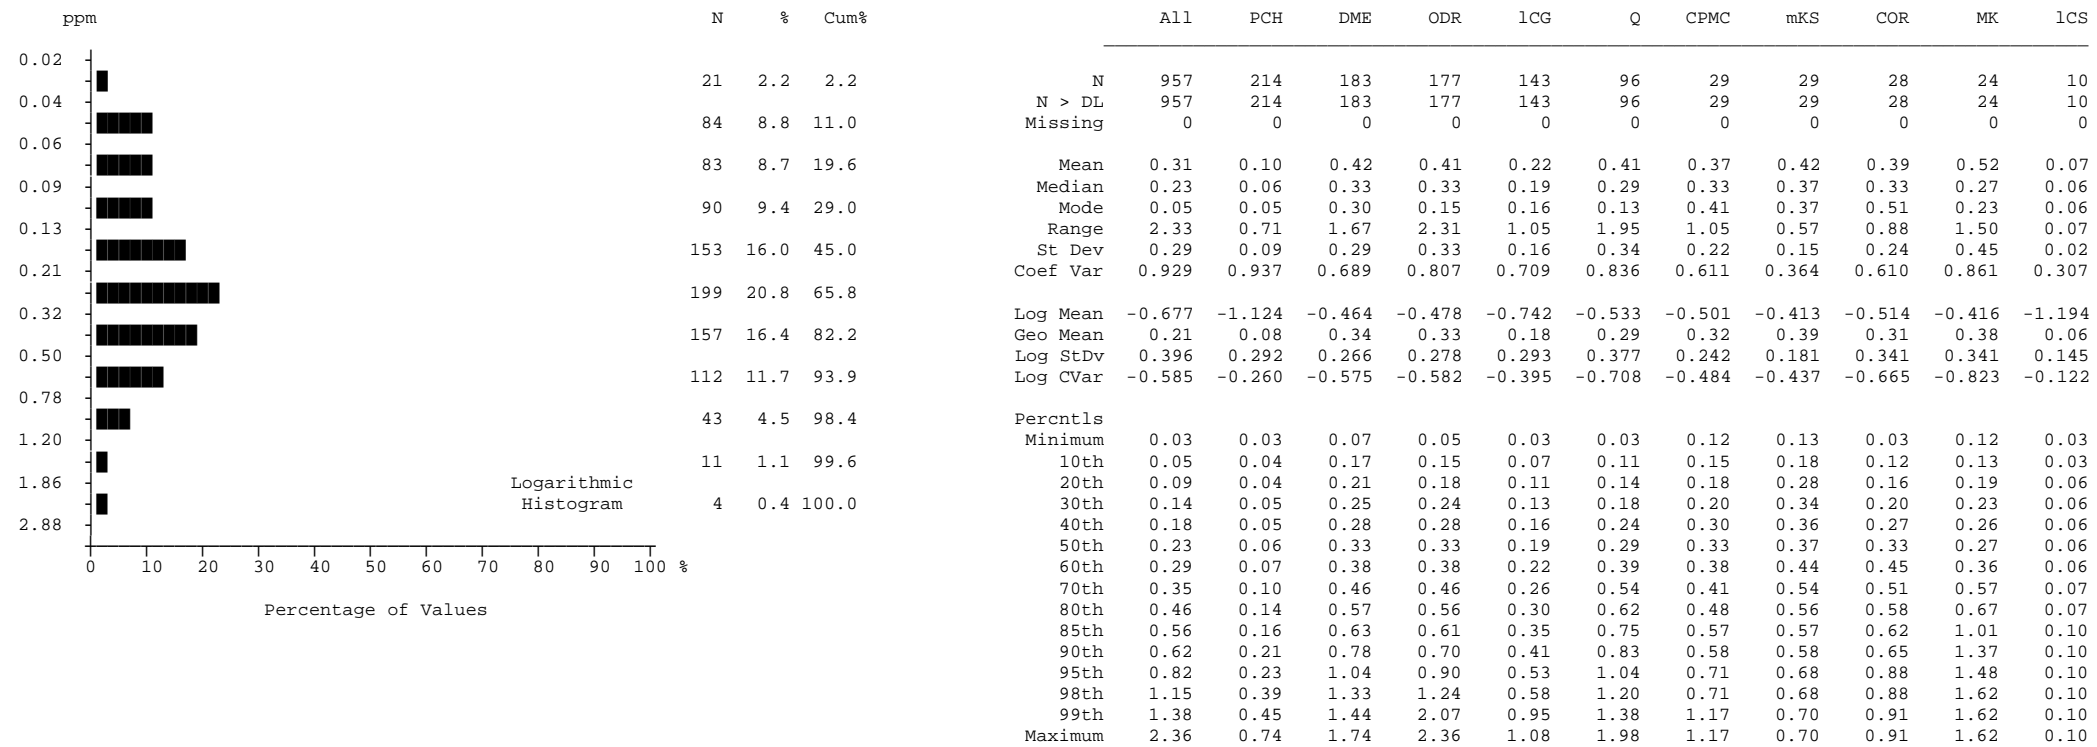 ppm N % Cum% All PCH DME ODR lCG Q CPMC mKS COR MK lCS
0.02
21 2.2 2.2 N 957 214 183 177 143 96 29 29 28 24 10
0.04 N > DL 957 214 183 177 143 96 29 29 28 24 10
84 8.8 11.0 Missing 0 0 0 0 0 0 0 0 0 0 0
0.06
83 8.7 19.6 Mean 0.31 0.10 0.42 0.41 0.22 0.41 0.37 0.42 0.39 0.52 0.07
0.09 Median 0.23 0.06 0.33 0.33 0.19 0.29 0.33 0.37 0.33 0.27 0.06
90 9.4 29.0 Mode 0.05 0.05 0.30 0.15 0.16 0.13 0.41 0.37 0.51 0.23 0.06
0.13 Range 2.33 0.71 1.67 2.31 1.05 1.95 1.05 0.57 0.88 1.50 0.07
153 16.0 45.0 St Dev 0.29 0.09 0.29 0.33 0.16 0.34 0.22 0.15 0.24 0.45 0.02
0.21 Coef Var 0.929 0.937 0.689 0.807 0.709 0.836 0.611 0.364 0.610 0.861 0.307
199 20.8 65.8
0.32 Log Mean -0.677 -1.124 -0.464 -0.478 -0.742 -0.533 -0.501 -0.413 -0.514 -0.416 -1.194
157 16.4 82.2 Geo Mean 0.21 0.08 0.34 0.33 0.18 0.29 0.32 0.39 0.31 0.38 0.06
0.50 Log StDv 0.396 0.292 0.266 0.278 0.293 0.377 0.242 0.181 0.341 0.341 0.145
112 11.7 93.9 Log CVar -0.585 -0.260 -0.575 -0.582 -0.395 -0.708 -0.484 -0.437 -0.665 -0.823 -0.122
0.78
43 4.5 98.4 Percntls
1.20 Minimum 0.03 0.03 0.07 0.05 0.03 0.03 0.12 0.13 0.03 0.12 0.03
11 1.1 99.6 10th 0.05 0.04 0.17 0.15 0.07 0.11 0.15 0.18 0.12 0.13 0.03
1.86 Logarithmic 20th 0.09 0.04 0.21 0.18 0.11 0.14 0.18 0.28 0.16 0.19 0.06
Histogram 4 0.4 100.0 30th 0.14 0.05 0.25 0.24 0.13 0.18 0.20 0.34 0.20 0.23 0.06
2.88 40th 0.18 0.05 0.28 0.28 0.16 0.24 0.30 0.36 0.27 0.26 0.06
50th 0.23 0.06 0.33 0.33 0.19 0.29 0.33 0.37 0.33 0.27 0.06
0 10 20 30 40 50 60 70 80 90 100 % 60th 0.29 0.07 0.38 0.38 0.22 0.39 0.38 0.44 0.45 0.36 0.06
70th 0.35 0.10 0.46 0.46 0.26 0.54 0.41 0.54 0.51 0.57 0.07
Percentage of Values 80th 0.46 0.14 0.57 0.56 0.30 0.62 0.48 0.56 0.58 0.67 0.07
85th 0.56 0.16 0.63 0.61 0.35 0.75 0.57 0.57 0.62 1.01 0.10
90th 0.62 0.21 0.78 0.70 0.41 0.83 0.58 0.58 0.65 1.37 0.10
95th 0.82 0.23 1.04 0.90 0.53 1.04 0.71 0.68 0.88 1.48 0.10
98th 1.15 0.39 1.33 1.24 0.58 1.20 0.71 0.68 0.88 1.62 0.10
99th 1.38 0.45 1.44 2.07 0.95 1.38 1.17 0.70 0.91 1.62 0.10
Maximum 2.36 0.74 1.74 2.36 1.08 1.98 1.17 0.70 0.91 1.62 0.10